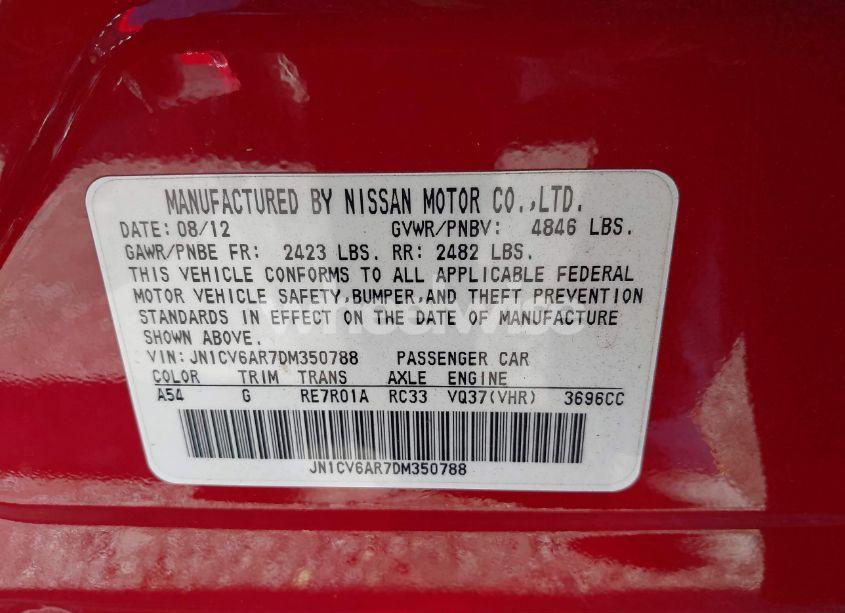 MANUFACTURED BY NISSAN MOTOR CO.,LTD.
DATE: 08/12 GVWR/PNBV: 4846 LBS.
GAWR/PNBE FR: 2423 LBS. RR: 2482 LBS.
THIS VEHICLE CONFORMS TO ALL APPLICABLE FEDERAL
MOTOR VEHICLE SAFETY,BUMPER,AND THEFT PREVENTION
STANDARDS IN EFFECT ON THE DATE OF MANUFACTURE
SHOWN ABOVE.
VIN: JN1CV6AR7DM350788 PASSENGER CAR
COLOR TRIM TRANS AXLE ENGINE
A54 G RE7R01A RC33 VQ37(VHR) 3696CC
JN1CV6AR7DM350788